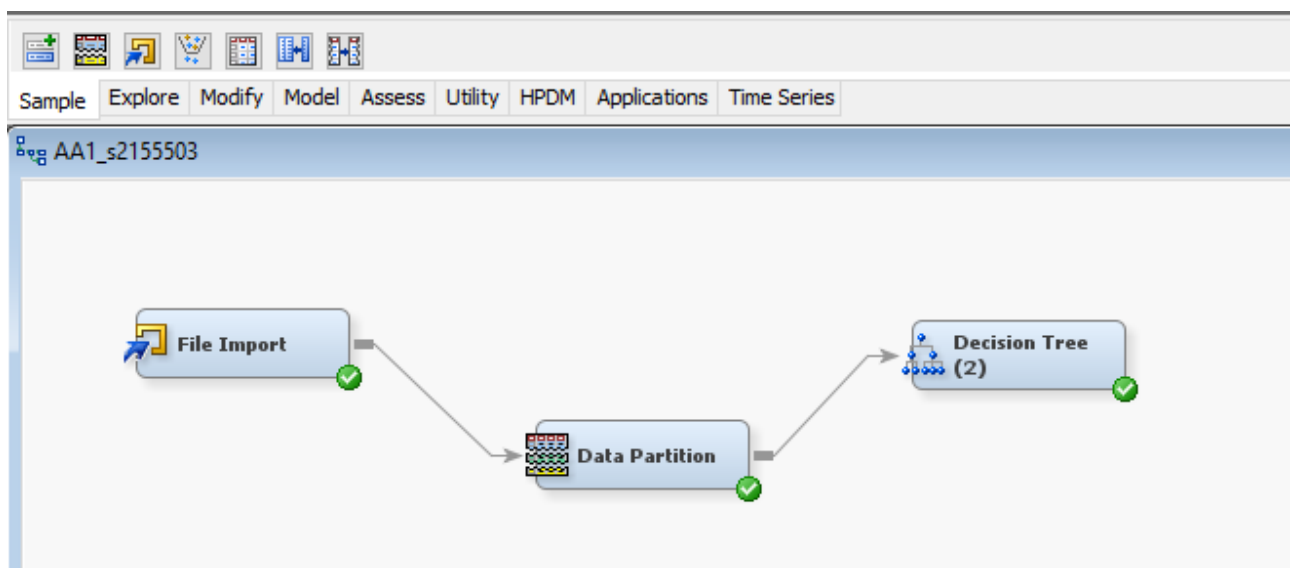 Sample Explore Modify Model Assess Utility HPDM Applications Time Series
AA1_s2155503
File Import
Decision Tree
(2)
Data Partition